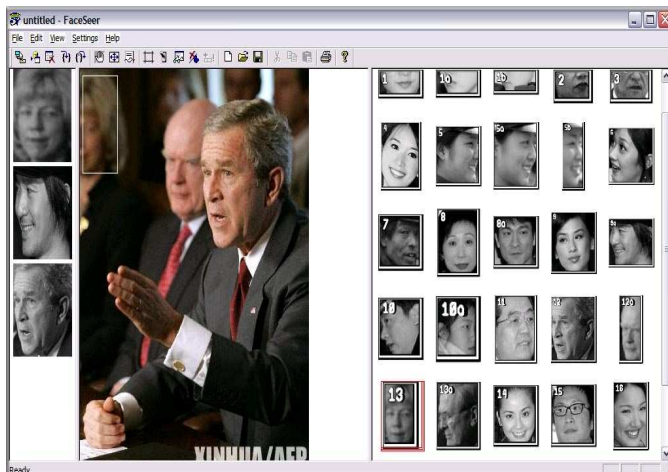 untitled - FaceSeer
File Edit View Settings Help
XINHUA/AFP
1 1a 1b 2 3
4 5 5a 5b 6
7 8 8a 9 9a
10 10a 11 12 12a
13 13a 14 15 16
Ready